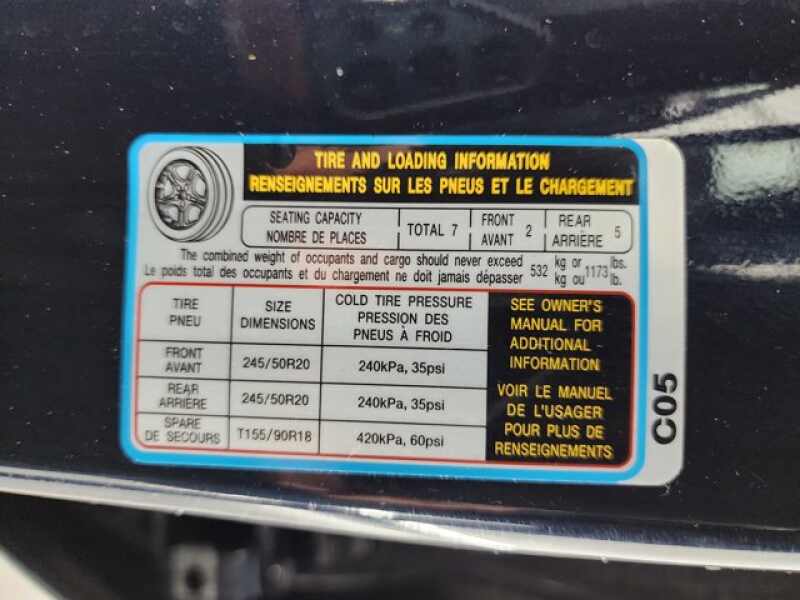 TIRE AND LOADING INFORMATION
RENSEIGNEMENTS SUR LES PNEUS ET LE CHARGEMENT
SEATING CAPACITY
NOMBRE DE PLACES
TOTAL 7
FRONT
AVANT 2
REAR
ARRIÈRE 5
The combined weight of occupants and cargo should never exceed 532 kg or 1173 lbs.
Le poids total des occupants et du chargement ne doit jamais dépasser kg ou lb.
TIRE
PNEU
SIZE
DIMENSIONS
COLD TIRE PRESSURE
PRESSION DES
PNEUS À FROID
FRONT
AVANT
245/50R20
240kPa, 35psi
REAR
ARRIÈRE
245/50R20
240kPa, 35psi
SPARE
DE SECOURS
T155/90R18
420kPa, 60psi
SEE OWNER'S
MANUAL FOR
ADDITIONAL
INFORMATION
VOIR LE MANUEL
DE L'USAGER
POUR PLUS DE
RENSEIGNEMENTS
C05